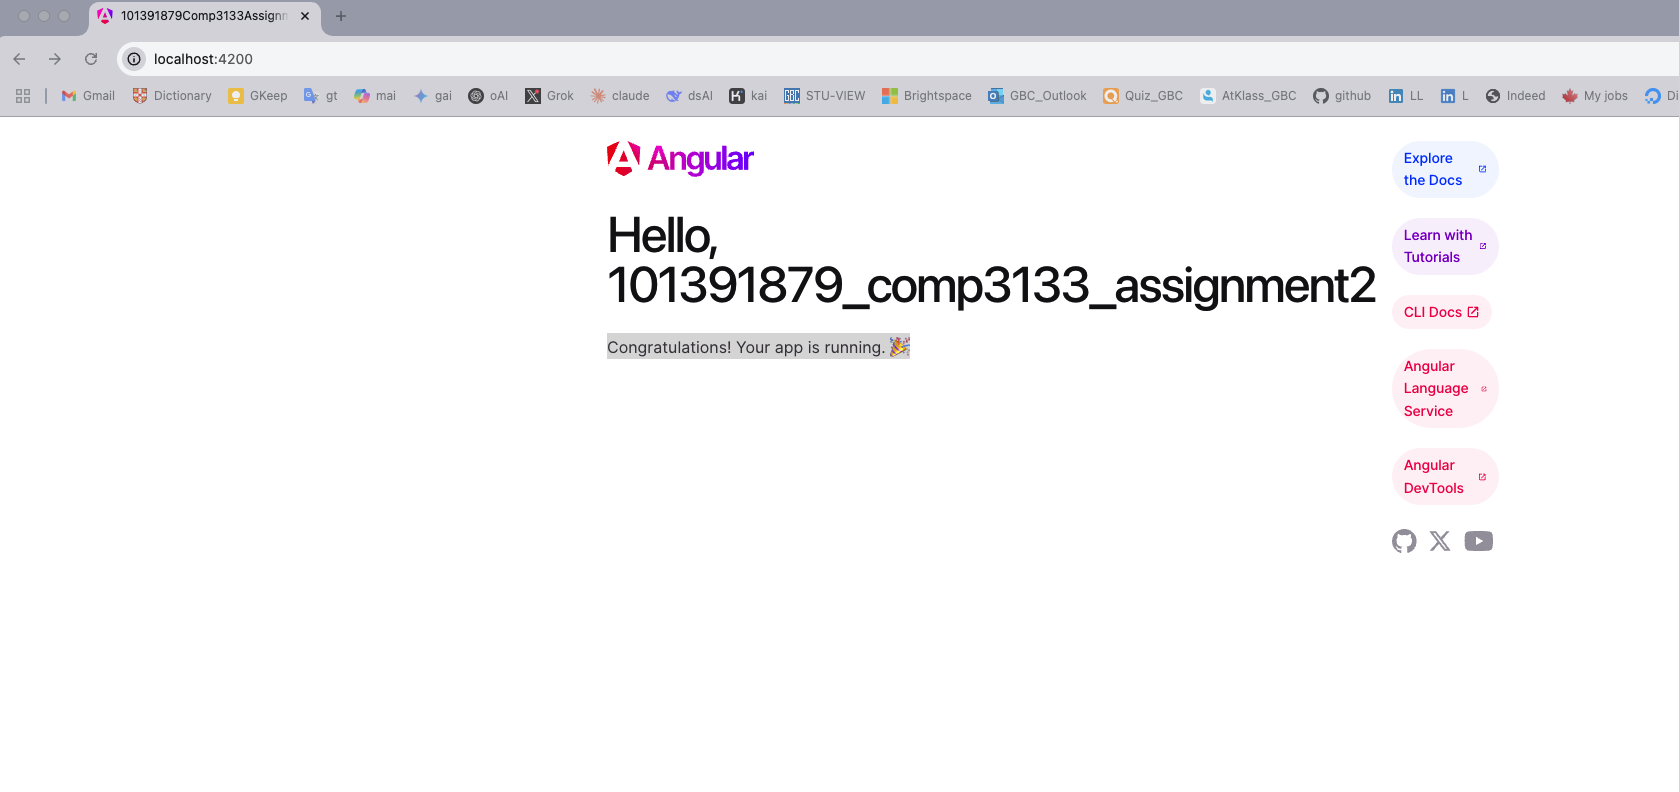 101391879Comp3133Assignm
localhost:4200
Gmail Dictionary GKeep gt mai gai oAI Grok claude dsAI kai STU-VIEW Brightspace GBC_Outlook Quiz_GBC AtKlass_GBC github LL L Indeed My jobs Di
Angular
Hello,
101391879_comp3133_assignment2
Congratulations! Your app is running. 🎉
Explore
the Docs
Learn with
Tutorials
CLI Docs
Angular
Language
Service
Angular
DevTools